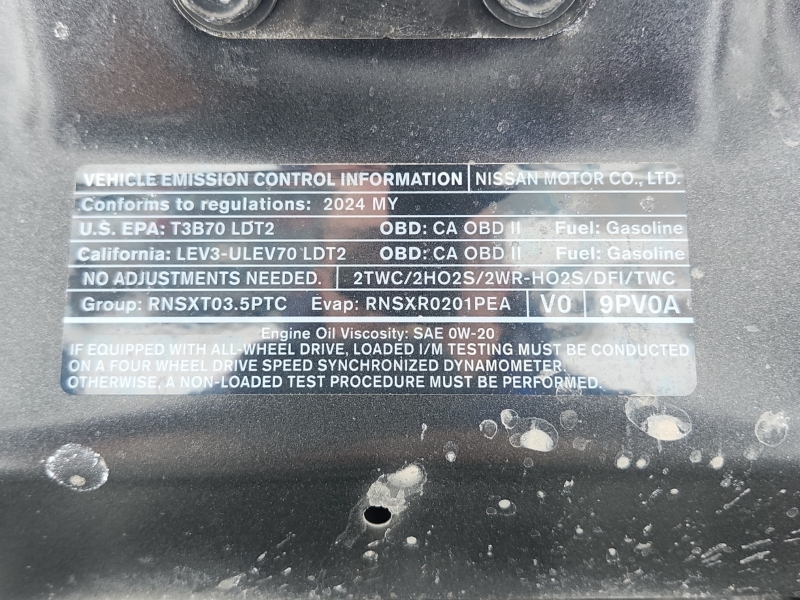 VEHICLE EMISSION CONTROL INFORMATION NISSAN MOTOR CO., LTD.
Conforms to regulations: 2024 MY
U.S. EPA: T3B70 LDT2 OBD: CA OBD II Fuel: Gasoline
California: LEV3-ULEV70 LDT2 OBD: CA OBD II Fuel: Gasoline
NO ADJUSTMENTS NEEDED. 2TWC/2HO2S/2WR-HO2S/DFI/TWC
Group: RNSXT03.5PTC Evap: RNSXR0201PEA V0 9PV0A
Engine Oil Viscosity: SAE 0W-20
IF EQUIPPED WITH ALL-WHEEL DRIVE, LOADED I/M TESTING MUST BE CONDUCTED
ON A FOUR WHEEL DRIVE SPEED SYNCHRONIZED DYNAMOMETER.
OTHERWISE, A NON-LOADED TEST PROCEDURE MUST BE PERFORMED.